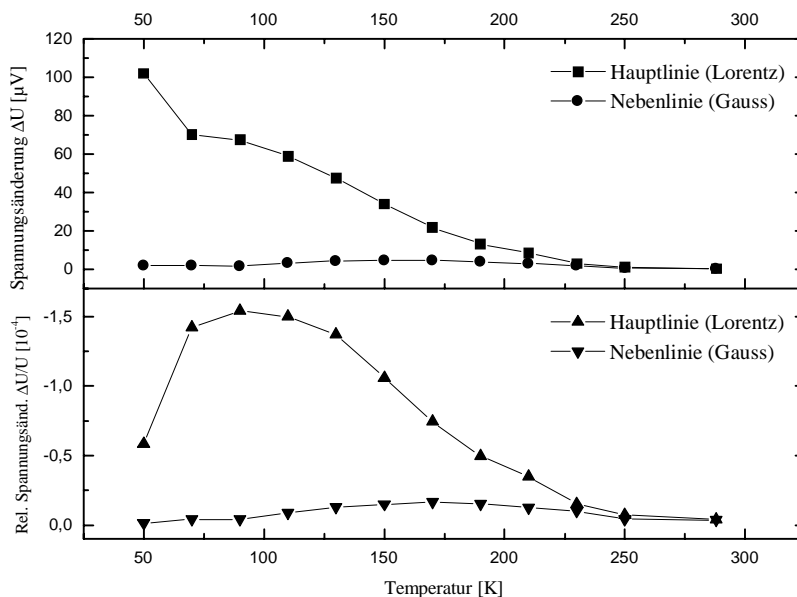 50 100 150 200 250 300
120
100
80
60
40
20
0
Spannungsänderung ΔU [µV]
Hauptlinie (Lorentz)
Nebenlinie (Gauss)
-1,5
-1,0
-0,5
0,0
Rel. Spannungsänd. ΔU/U [10⁻⁴]
Hauptlinie (Lorentz)
Nebenlinie (Gauss)
50 100 150 200 250 300
Temperatur [K]